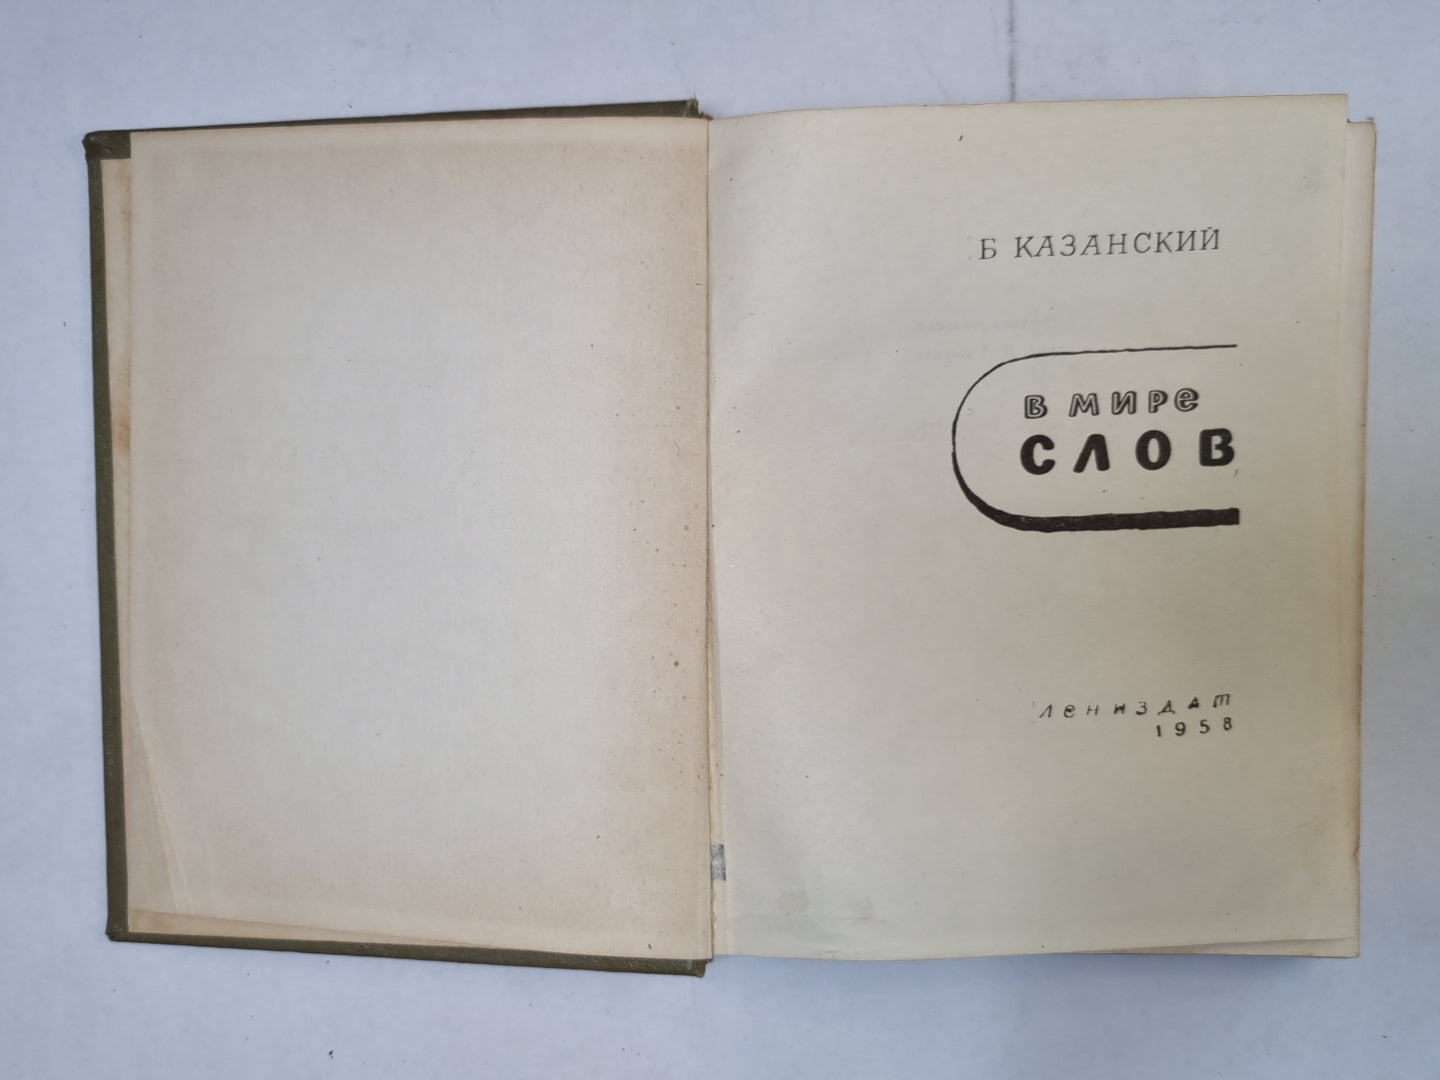 Б КАЗАНСКИЙ
В МИРе
СЛОВ
Лениздат
1958